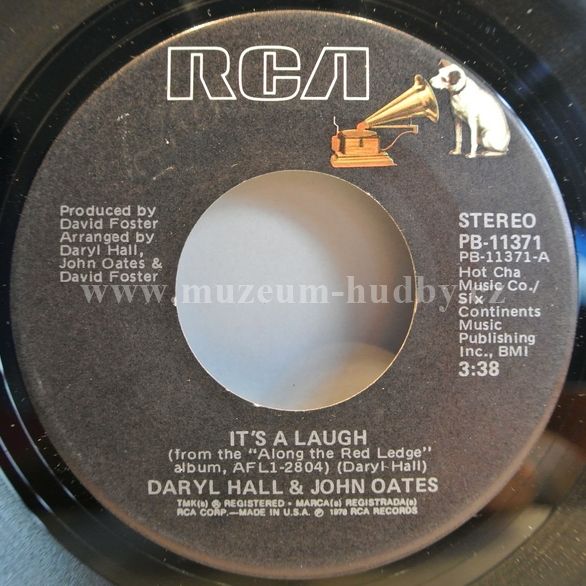 RCA
Produced by
David Foster
Arranged by
Daryl Hall,
John Oates &
David Foster
STEREO
PB-11371
PB-11371-A
Hot Cha
Music Co./
Six
Continents
Music
Publishing
Inc., BMI
3:38
www.muzeum-hudby.cz
IT'S A LAUGH
(from the "Along the Red Ledge"
album, AFL1-2804) (Daryl Hall)
DARYL HALL & JOHN OATES
TMK(s) ® REGISTERED • MARCA(s) REGISTRADA(s)
RCA CORP.—MADE IN U.S.A. ℗ 1978 RCA RECORDS